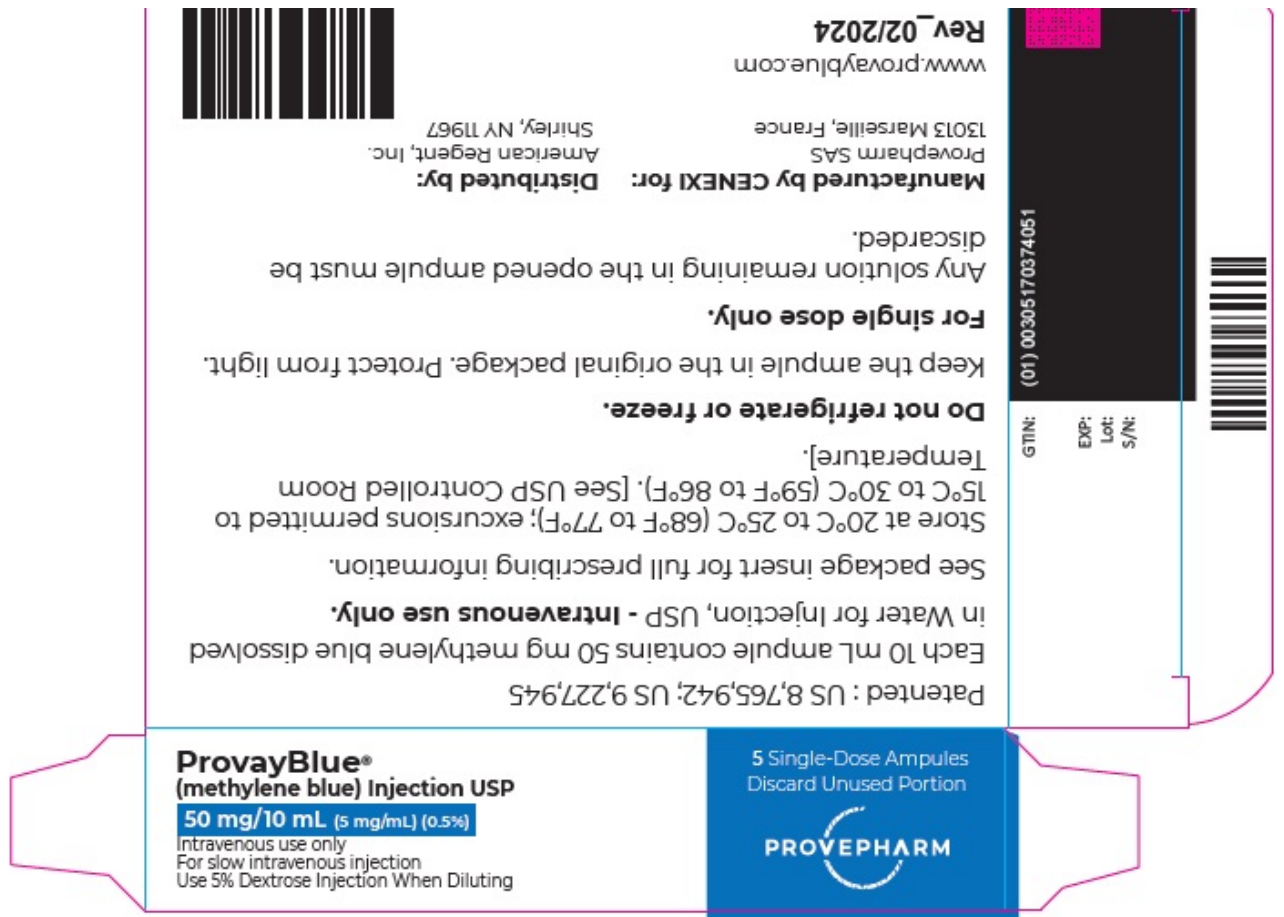 Patented : US 8,765,942; US 9,227,945
Each 10 mL ampule contains 50 mg methylene blue dissolved
in Water for Injection, USP - Intravenous use only.
See package insert for full prescribing information.
Store at 20°C to 25°C (68°F to 77°F); excursions permitted to
15°C to 30°C (59°F to 86°F). [See USP Controlled Room
Temperature].
Do not refrigerate or freeze.
Keep the ampule in the original package. Protect from light.
For single dose only.
Any solution remaining in the opened ampule must be
discarded.
Manufactured by CENEXI for:
Provepharm SAS
13013 Marseille, France
Distributed by:
American Regent, Inc.
Shirley, NY 11967
www.provayblue.com
Rev_02/2024
GTIN: (01) 00305170374051
EXP:
Lot:
S/N:
ProvayBlue®
(methylene blue) Injection USP
50 mg/10 mL (5 mg/mL) (0.5%)
Intravenous use only
For slow intravenous injection
Use 5% Dextrose Injection When Diluting
5 Single-Dose Ampules
Discard Unused Portion
PROVEPHARM